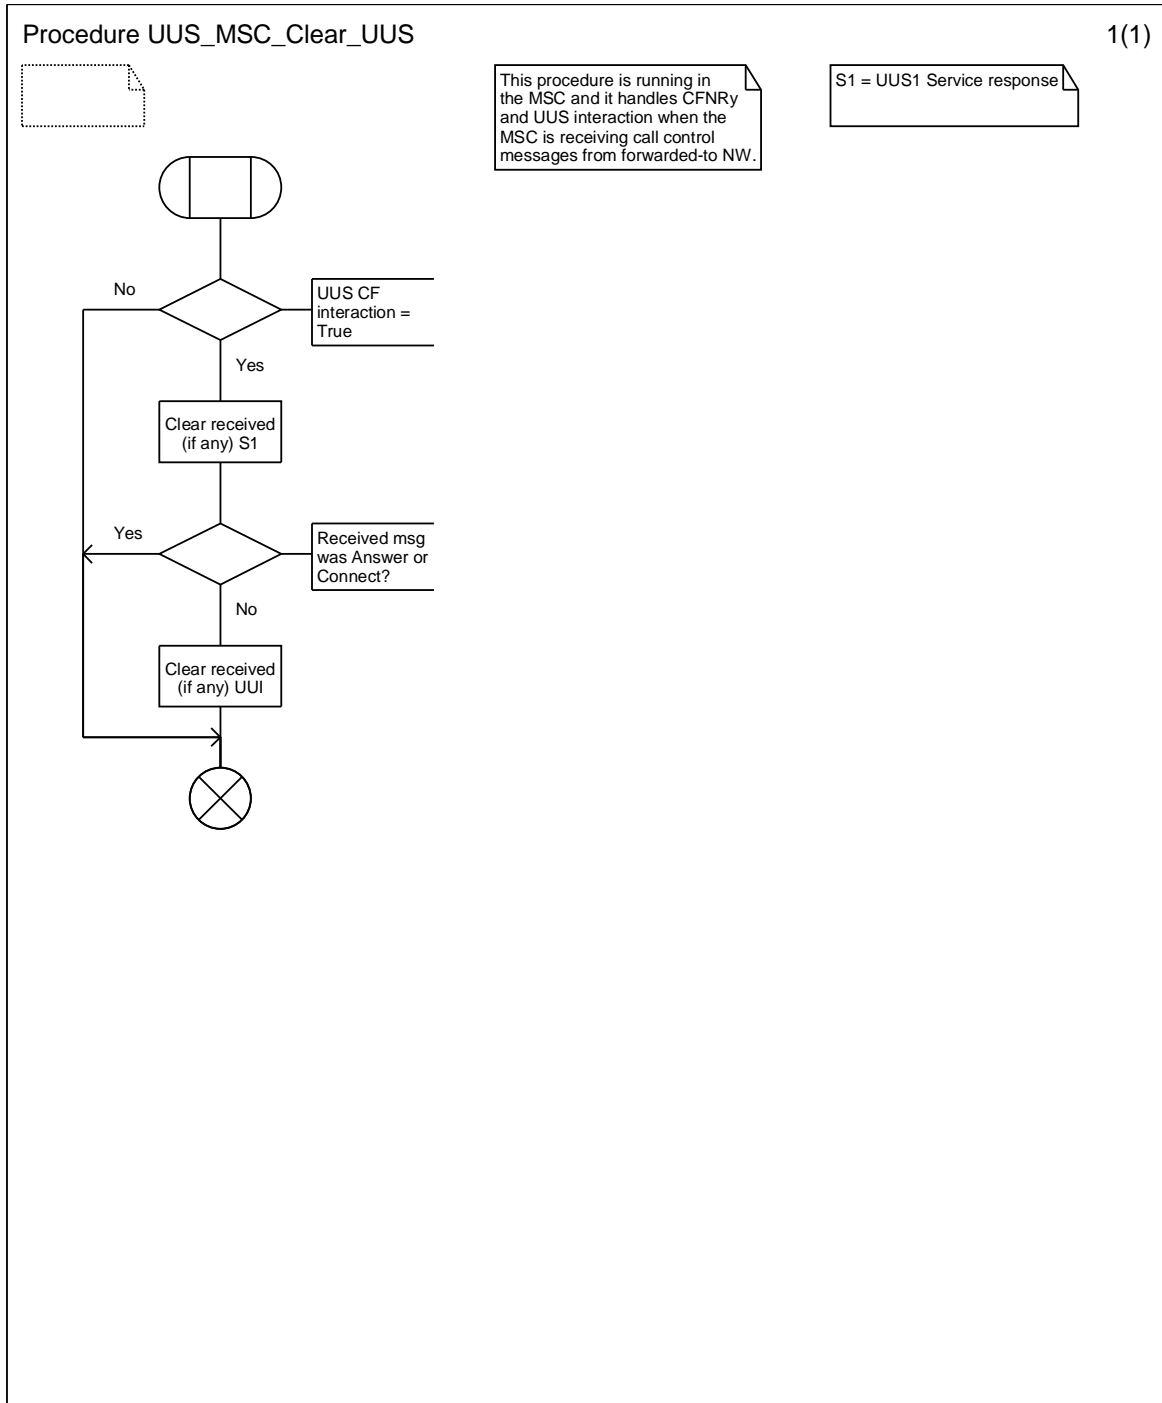 Procedure UUS_MSC_Clear_UUS
1(1)
This procedure is running in
the MSC and it handles CFNRy
and UUS interaction when the
MSC is receiving call control
messages from forwarded-to NW.
S1 = UUS1 Service response
No
UUS CF
interaction =
True
Yes
Clear received
(if any) S1
Yes
Received msg
was Answer or
Connect?
No
Clear received
(if any) UUI